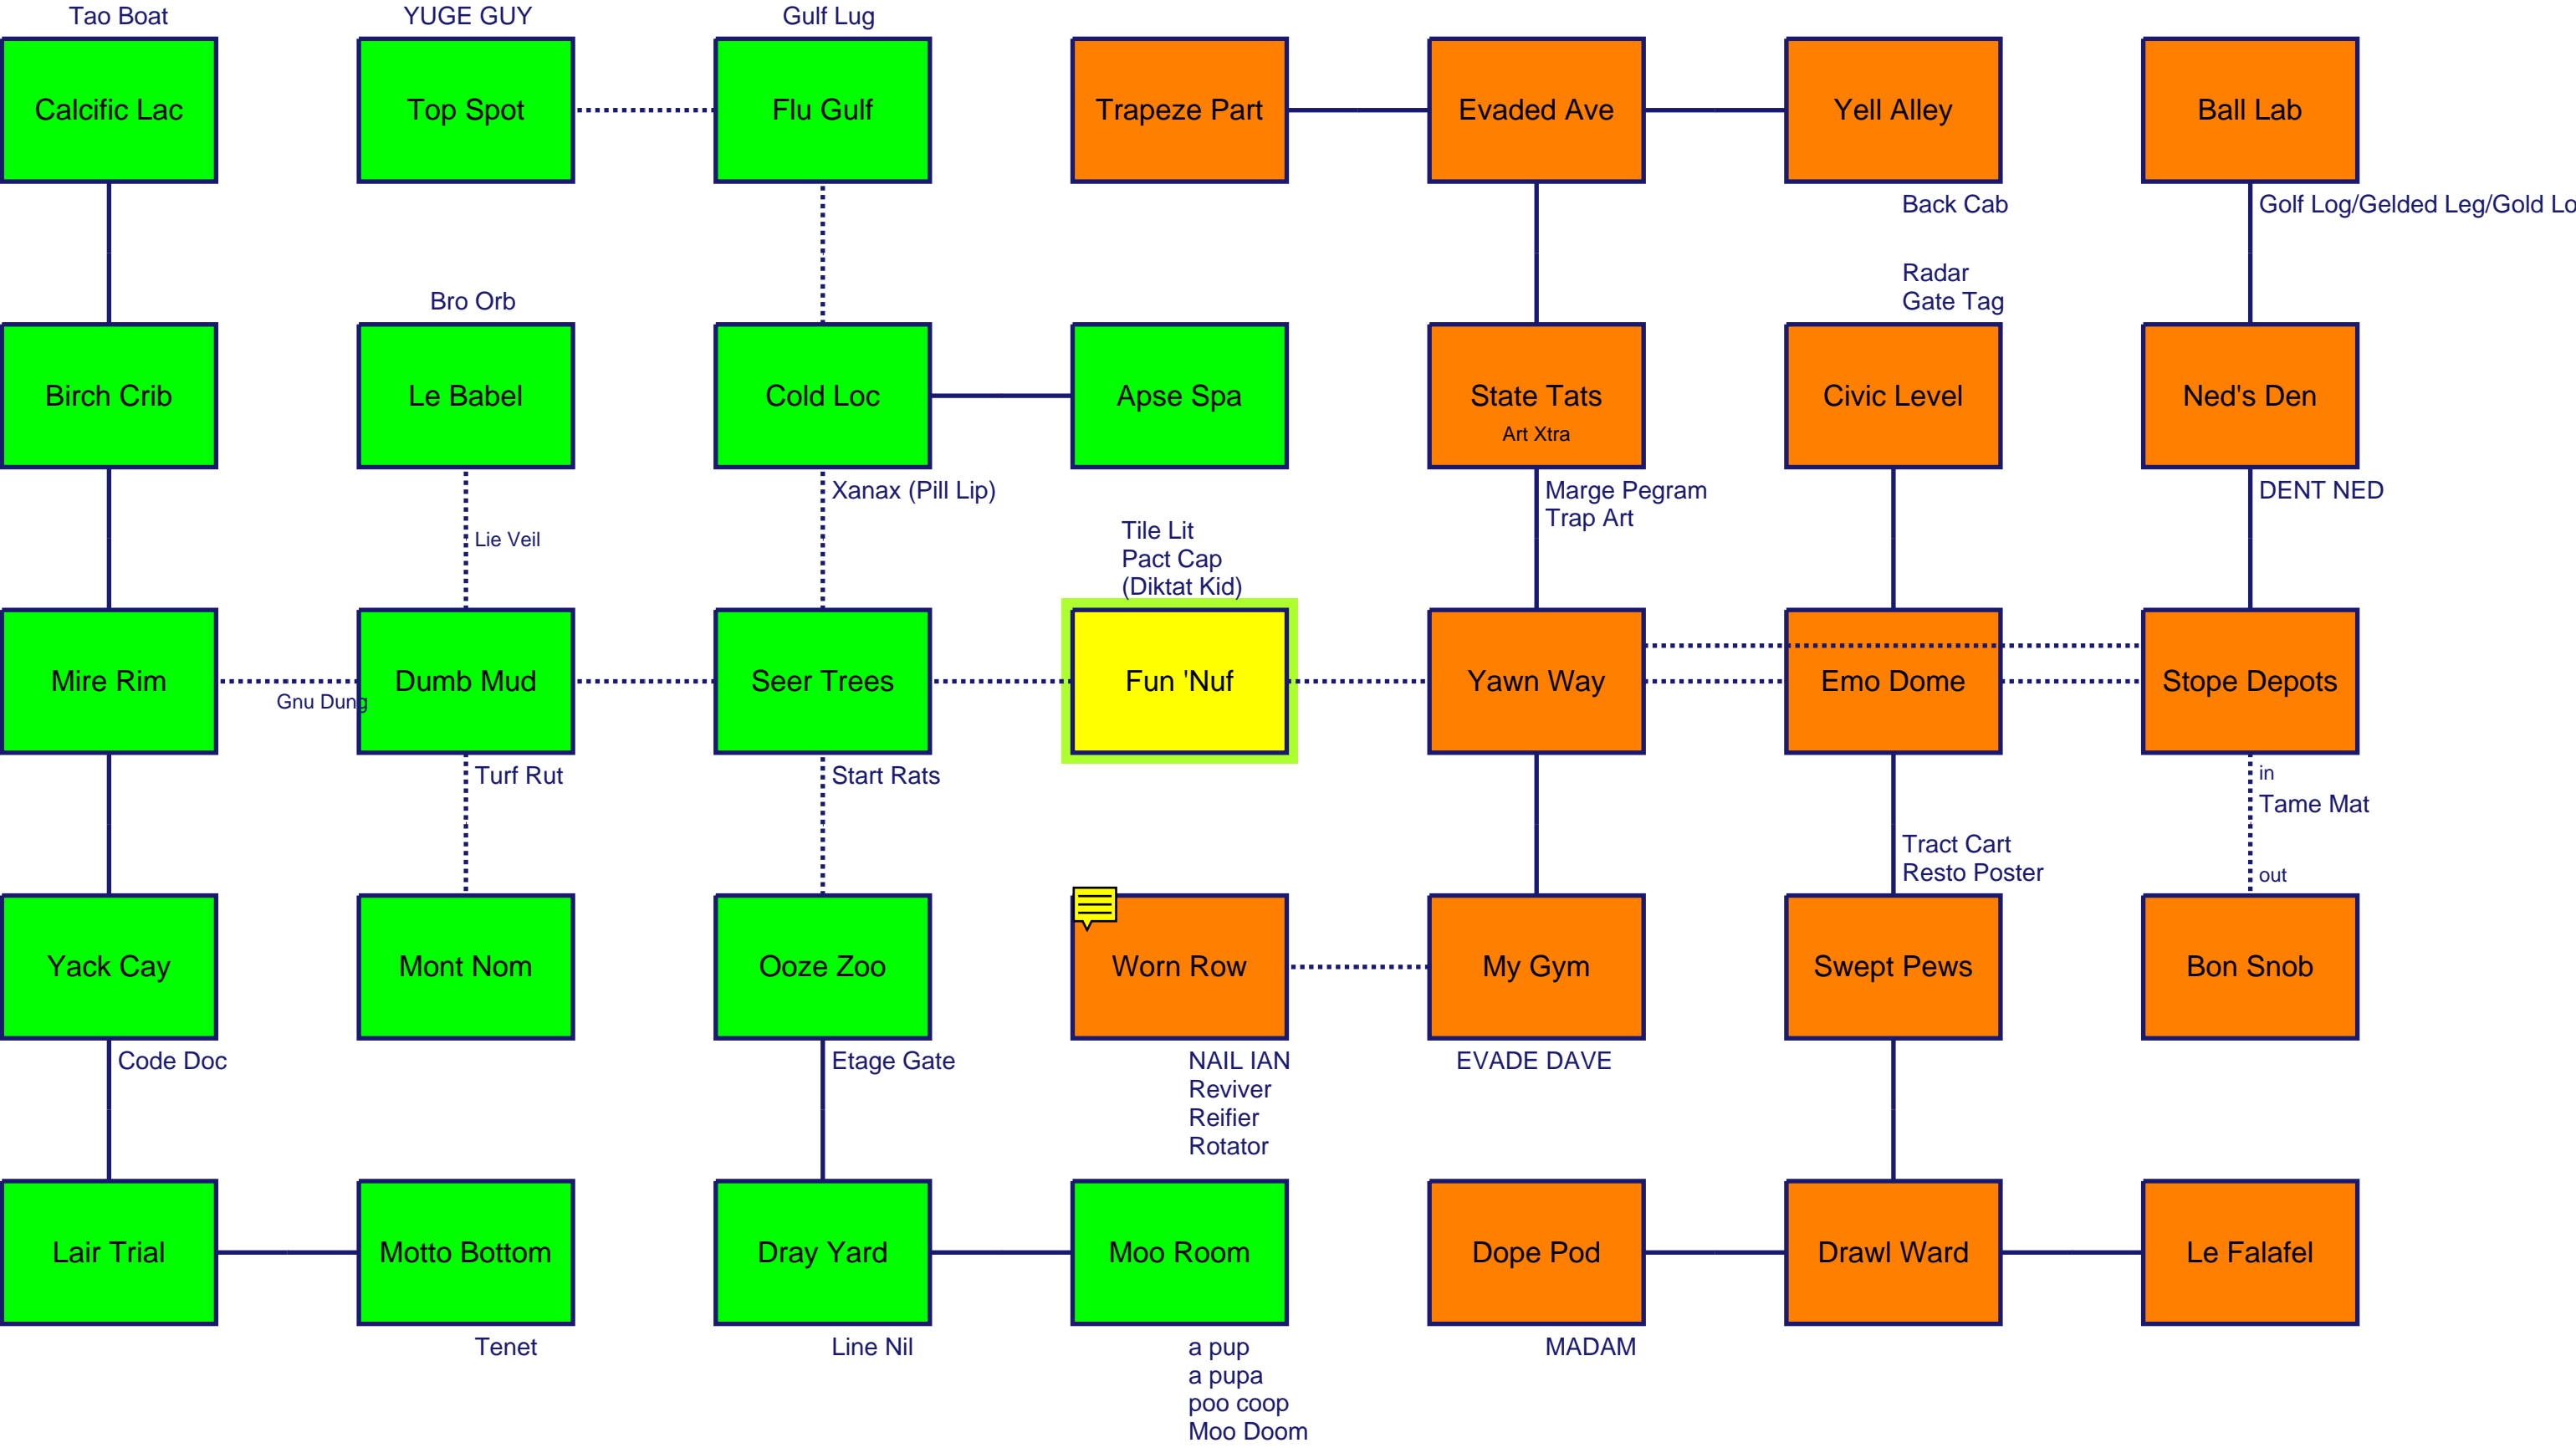 Tao Boat
YUGE GUY
Gulf Lug
Calcific Lac
Top Spot
Flu Gulf
Trapeze Part
Evaded Ave
Yell Alley
Ball Lab
Back Cab
Golf Log/Gelded Leg/Gold Lo
Radar
Gate Tag
Bro Orb
Birch Crib
Le Babel
Cold Loc
Apse Spa
State Tats
Art Xtra
Civic Level
Ned's Den
Xanax (Pill Lip)
Marge Pegram
Trap Art
DENT NED
Lie Veil
Tile Lit
Pact Cap
(Diktat Kid)
Mire Rim
Gnu Dung
Dumb Mud
Seer Trees
Fun 'Nuf
Yawn Way
Emo Dome
Stope Depots
Turf Rut
Start Rats
in
Tame Mat
out
Tract Cart
Resto Poster
Yack Cay
Mont Nom
Ooze Zoo
Worn Row
My Gym
Swept Pews
Bon Snob
Code Doc
Etage Gate
NAIL IAN
Reviver
Reifier
Rotator
EVADE DAVE
Lair Trial
Motto Bottom
Dray Yard
Moo Room
Dope Pod
Drawl Ward
Le Falafel
Tenet
Line Nil
a pup
a pupa
poo coop
Moo Doom
MADAM